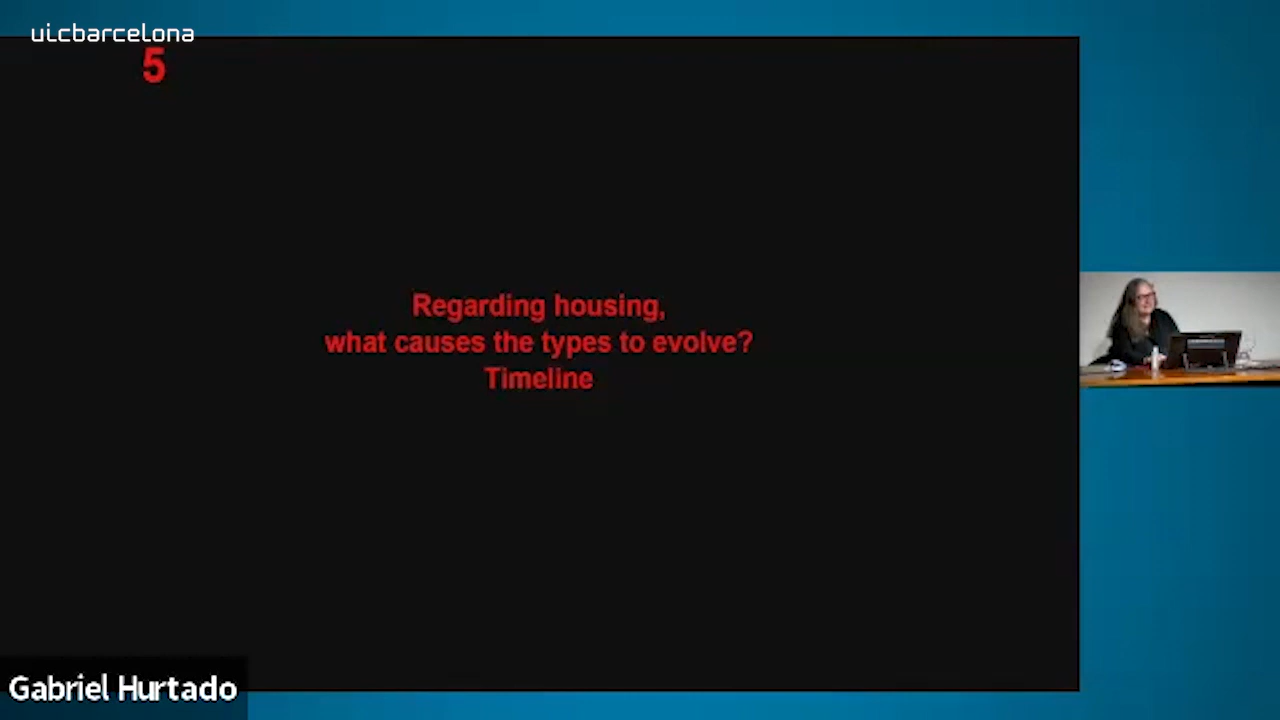 uicbarcelona
5
Regarding housing,
what causes the types to evolve?
Timeline
Gabriel Hurtado